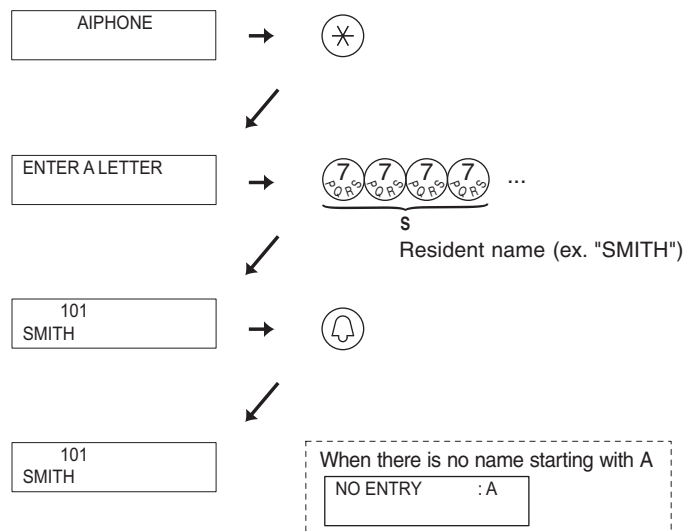 AIPHONE
ENTER A LETTER
7 PQRS 7 PQRS 7 PQRS 7 PQRS ...
S
Resident name (ex. "SMITH")
101
SMITH
101
SMITH
When there is no name starting with A
NO ENTRY : A